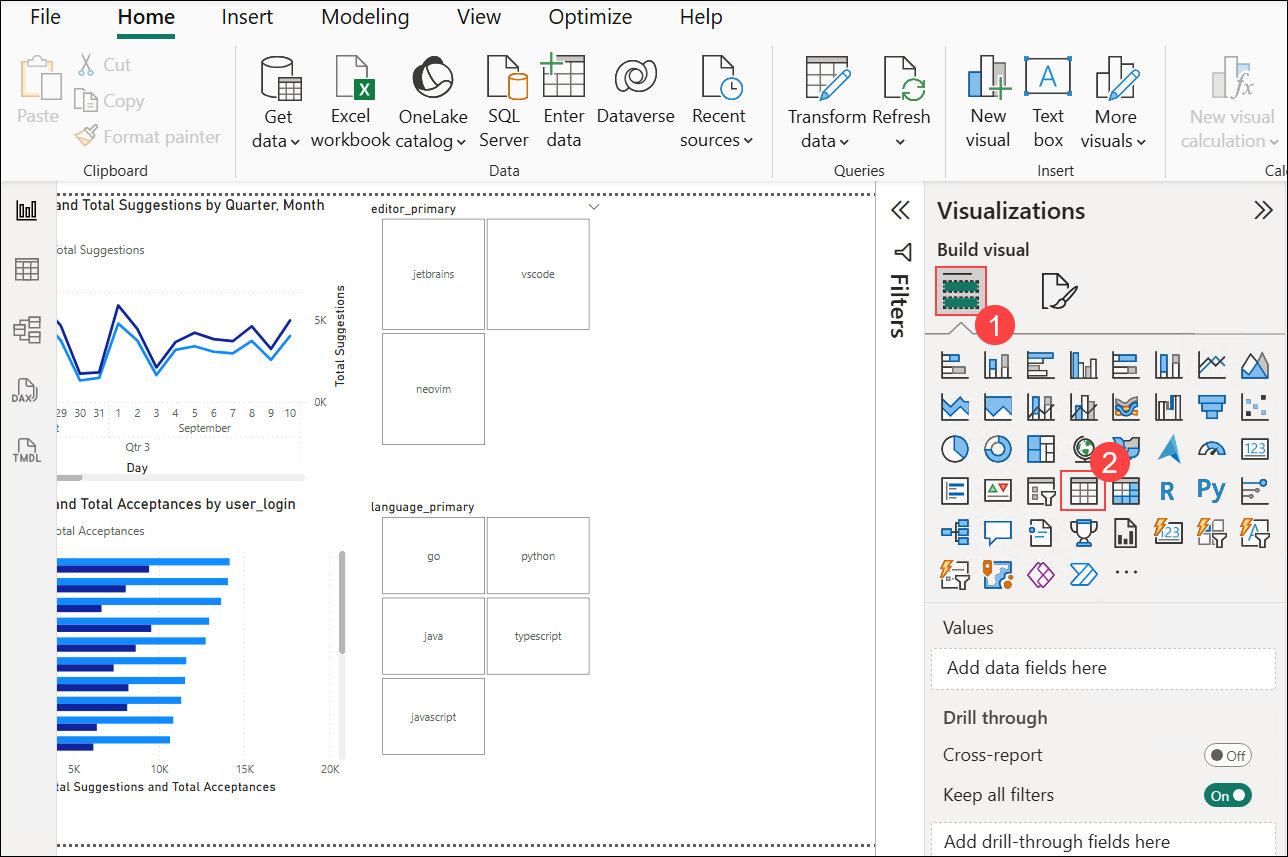 File Home Insert Modeling View Optimize Help
Paste
Cut
Copy
Format painter
Clipboard
Get data
Excel workbook
OneLake catalog
SQL Server
Enter data
Dataverse
Recent sources
Data
Transform data
Refresh
Queries
New visual
Text box
More visuals
Insert
New visual calculation
Calc
DAX
TMDL
and Total Suggestions by Quarter, Month
otal Suggestions
5K
0K
Total Suggestions
29 30 31 1 2 3 4 5 6 7 8 9 10
t September
Qtr 3
Day
editor_primary
jetbrains vscode
neovim
and Total Acceptances by user_login
otal Acceptances
5K 10K 15K 20K
tal Suggestions and Total Acceptances
language_primary
go python
java typescript
javascript
Filters
Visualizations
Build visual
1
123
2
R Py
123
A
Values
Add data fields here
Drill through
Cross-report Off
Keep all filters On
Add drill-through fields here